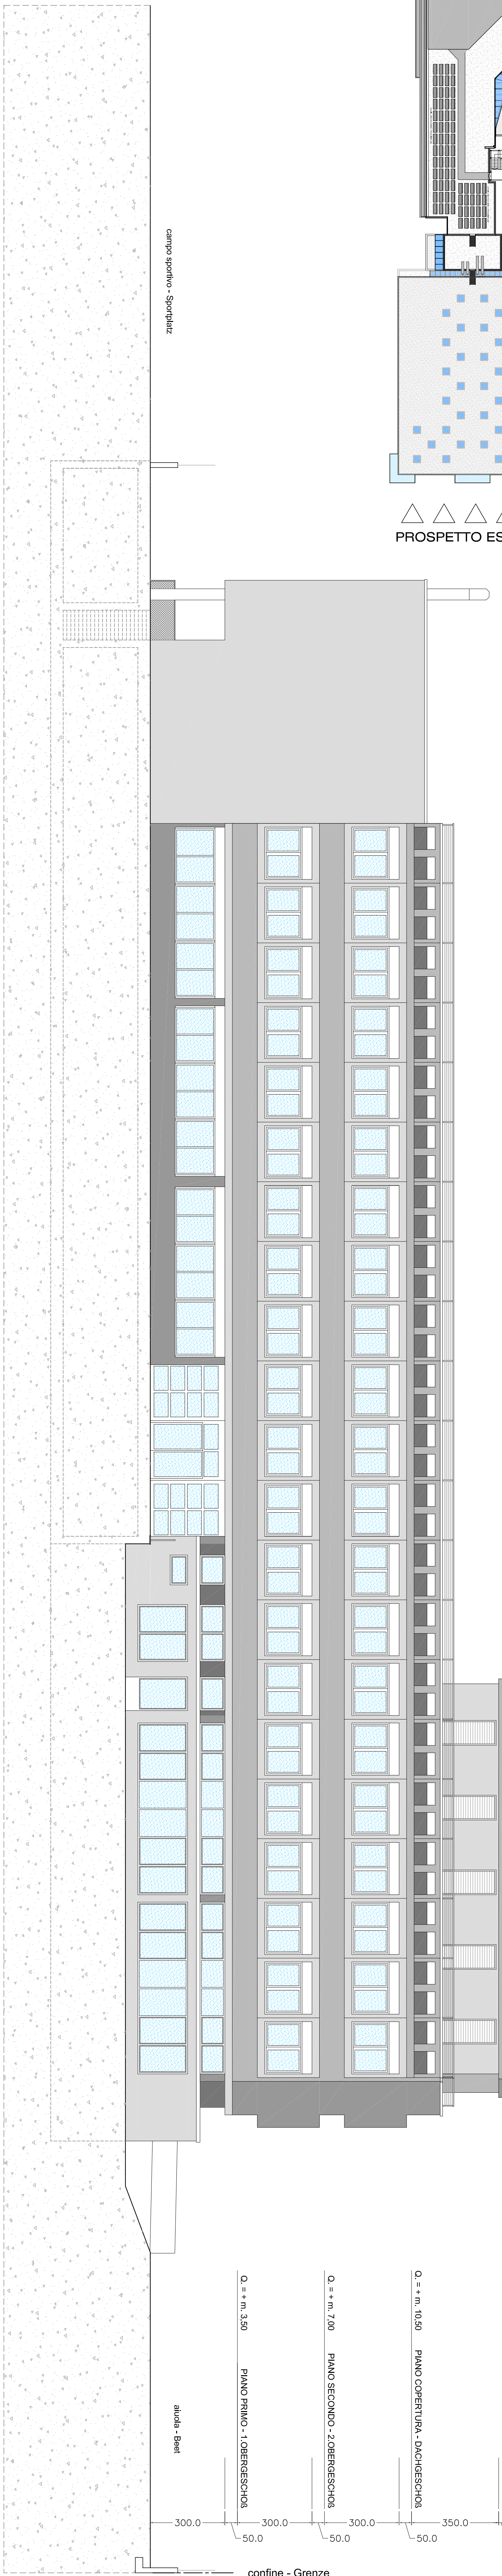 campo sportivo - Sportplatz
PROSPETTO ES
Q. = + m. 10,50 PIANO COPERTURA - DACHGESCHOß
Q. = + m. 7,00 PIANO SECONDO - 2.OBERGESCHOß
Q. = + m. 3,50 PIANO PRIMO - 1.OBERGESCHOß
aiuola - Beet
300.0 300.0 300.0 350.0
50.0 50.0 50.0
confine - Grenze